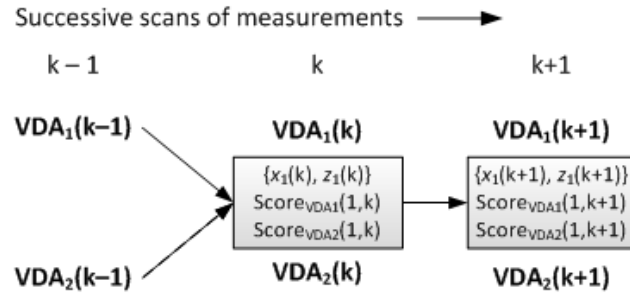 Successive scans of measurements
k – 1 k k+1
VDA₁(k–1) VDA₁(k) VDA₁(k+1)
{x₁(k), z₁(k)} {x₁(k+1), z₁(k+1)}
Score_VDA1(1,k) Score_VDA1(1,k+1)
Score_VDA2(1,k) Score_VDA2(1,k+1)
VDA₂(k–1) VDA₂(k) VDA₂(k+1)